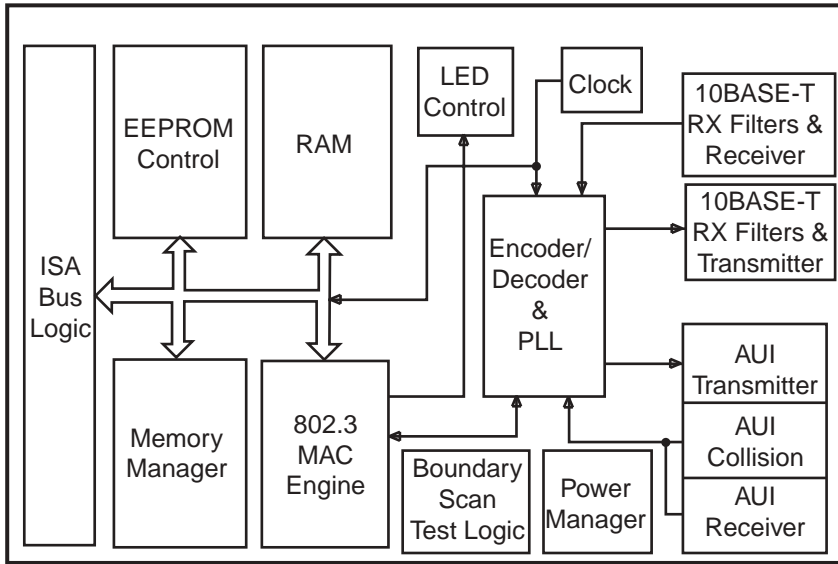 ISA
Bus
Logic
EEPROM
Control
RAM
LED
Control
Clock
10BASE-T
RX Filters &
Receiver
10BASE-T
RX Filters &
Transmitter
Encoder/
Decoder
&
PLL
Memory
Manager
802.3
MAC
Engine
Boundary
Scan
Test Logic
Power
Manager
AUI
Transmitter
AUI
Collision
AUI
Receiver